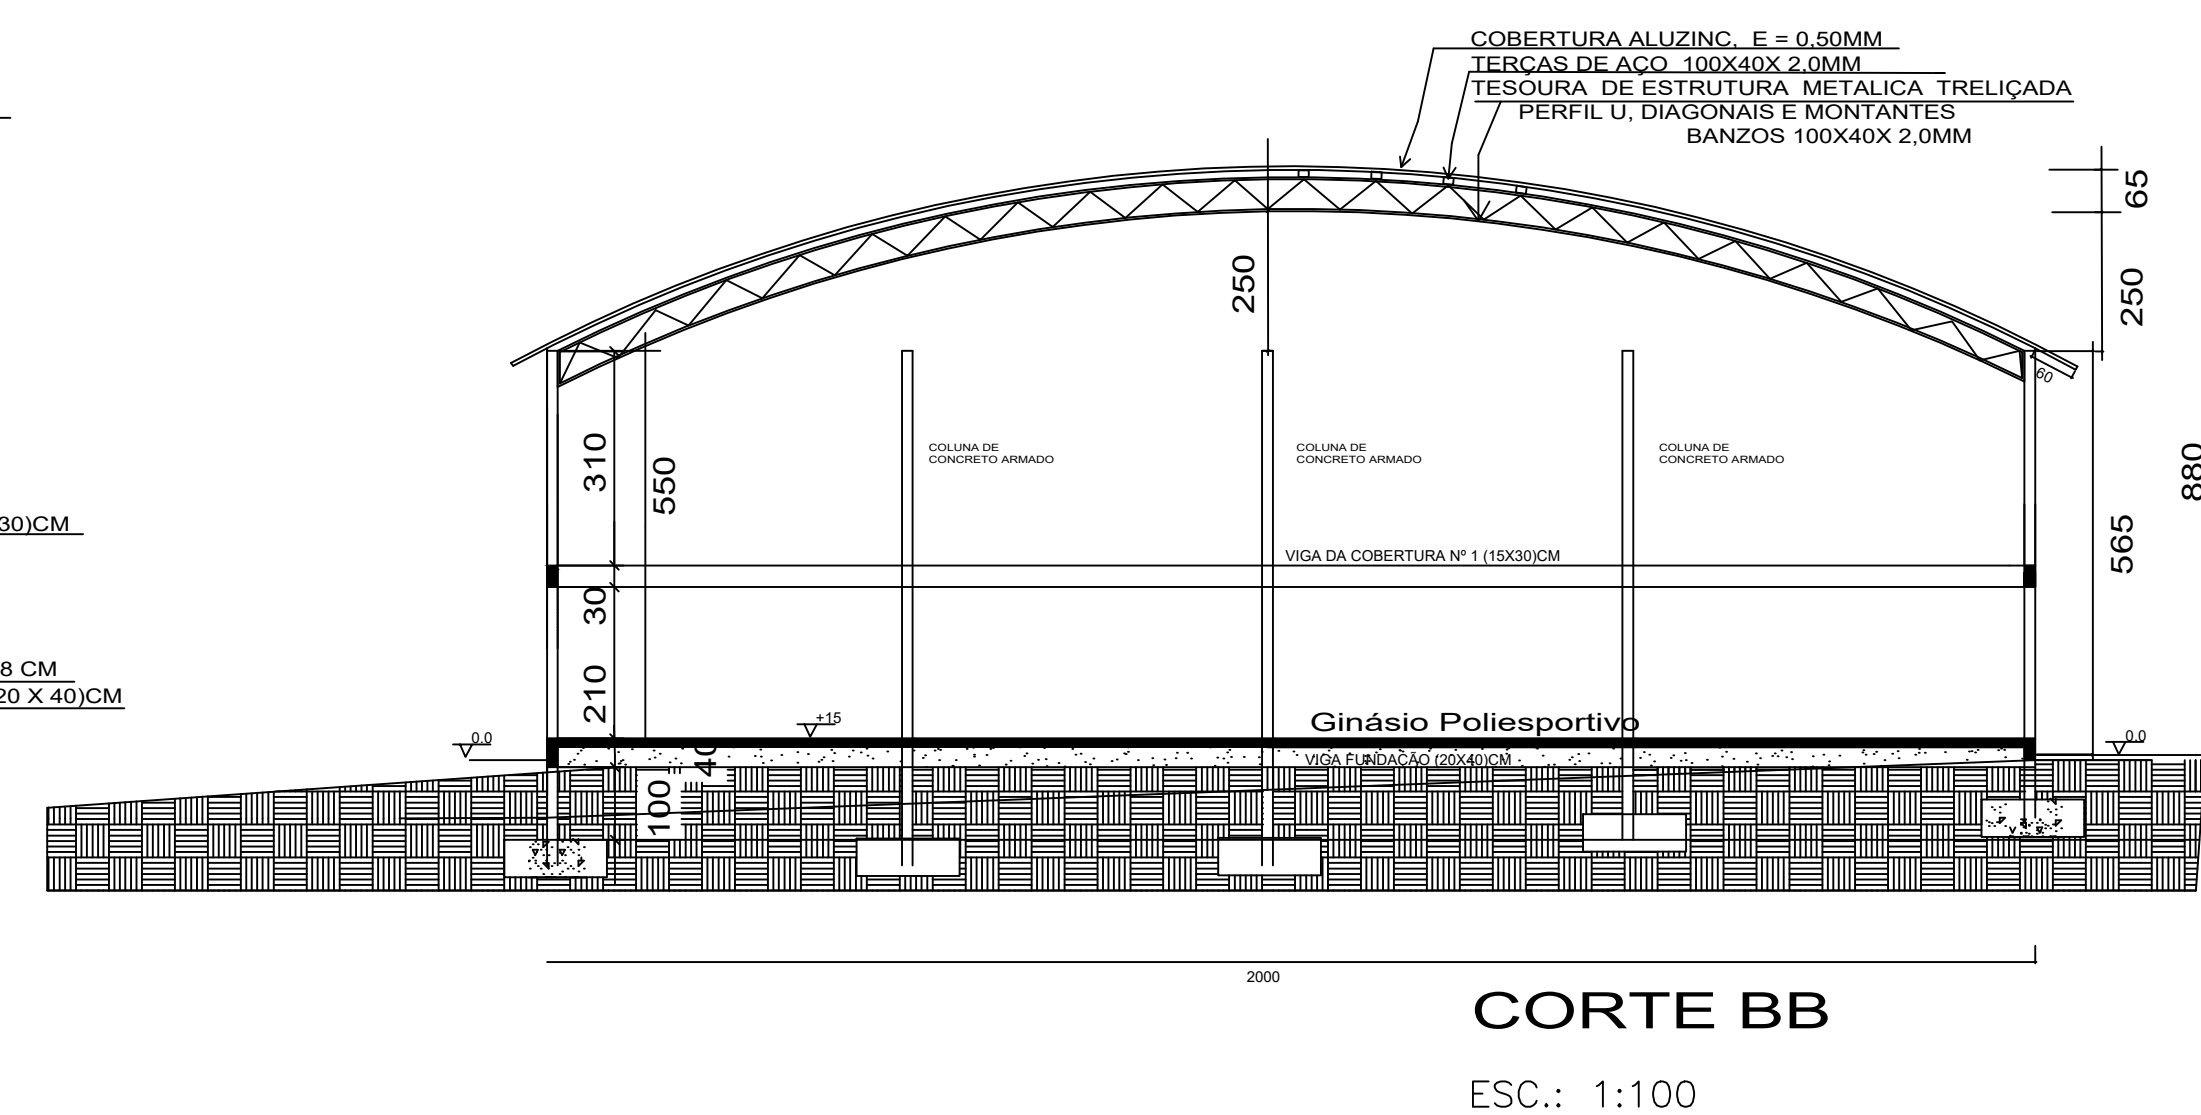 COBERTURA ALUZINC, E = 0,50MM
TERÇAS DE AÇO 100X40X 2,0MM
TESOURA DE ESTRUTURA METALICA TRELIÇADA
PERFIL U, DIAGONAIS E MONTANTES
BANZOS 100X40X 2,0MM
65
250
250
60
310
550
COLUNA DE
CONCRETO ARMADO
COLUNA DE
CONCRETO ARMADO
COLUNA DE
CONCRETO ARMADO
880
565
30)CM
VIGA DA COBERTURA Nº 1 (15X30)CM
30
8 CM
20 X 40)CM
210
+15
Ginásio Poliesportivo
0.0
0.0
40
VIGA FUNDAÇÃO (20X40)CM
100
2000
CORTE BB
ESC.: 1:100